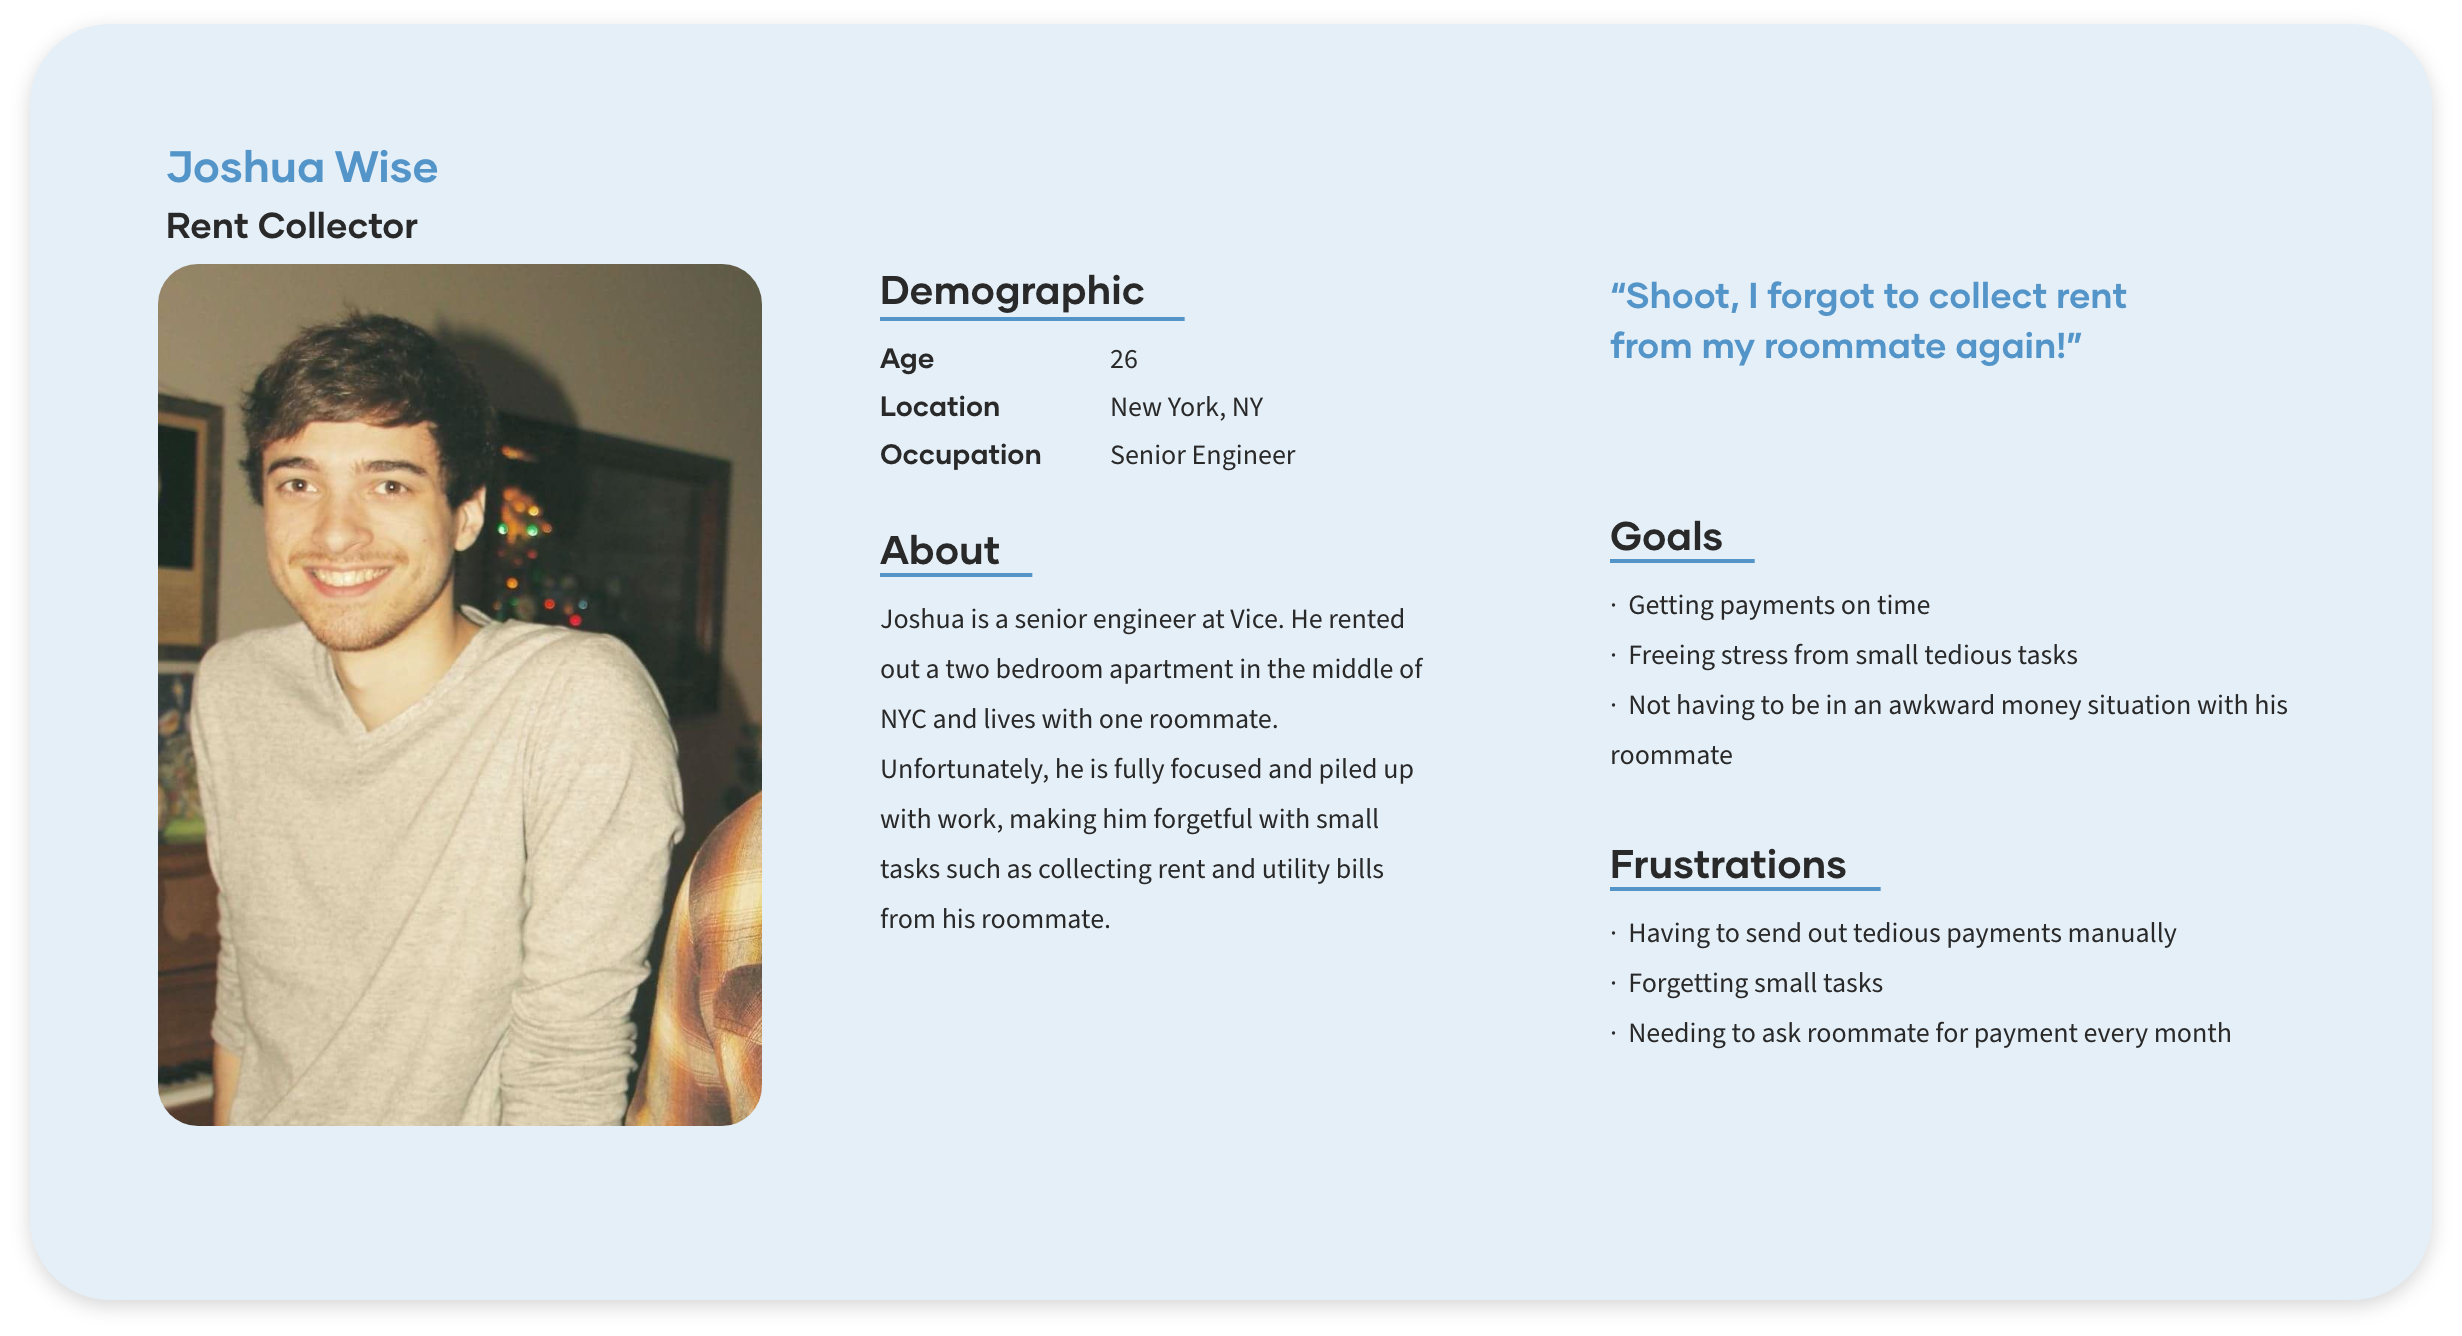 Joshua Wise
Rent Collector
Demographic
Age 26
Location New York, NY
Occupation Senior Engineer
About
Joshua is a senior engineer at Vice. He rented
out a two bedroom apartment in the middle of
NYC and lives with one roommate.
Unfortunately, he is fully focused and piled up
with work, making him forgetful with small
tasks such as collecting rent and utility bills
from his roommate.
“Shoot, I forgot to collect rent
from my roommate again!”
Goals
· Getting payments on time
· Freeing stress from small tedious tasks
· Not having to be in an awkward money situation with his
roommate
Frustrations
· Having to send out tedious payments manually
· Forgetting small tasks
· Needing to ask roommate for payment every month